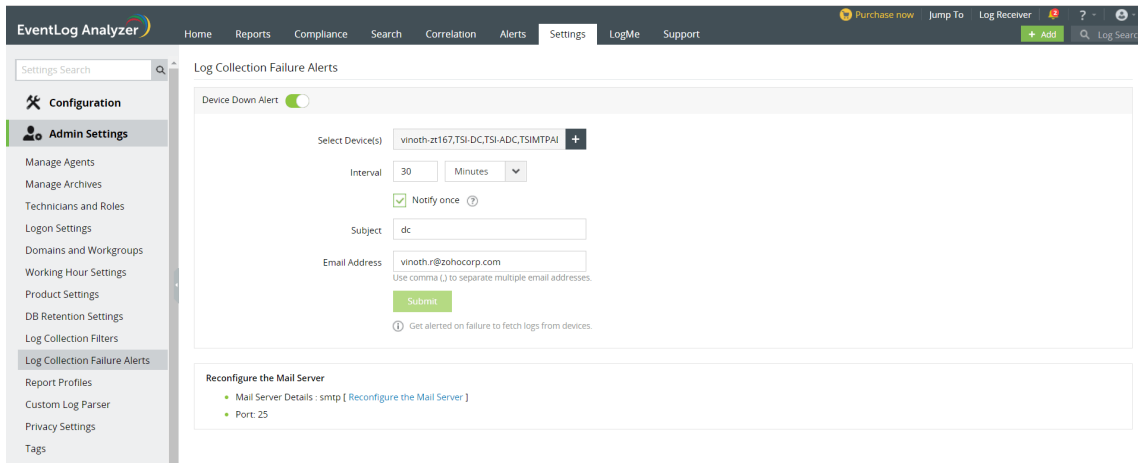 Purchase now Jump To Log Receiver 2 ?
EventLog Analyzer
Home Reports Compliance Search Correlation Alerts Settings LogMe Support
+ Add Log Searc
Settings Search
Configuration
Admin Settings
Manage Agents
Manage Archives
Technicians and Roles
Logon Settings
Domains and Workgroups
Working Hour Settings
Product Settings
DB Retention Settings
Log Collection Filters
Log Collection Failure Alerts
Report Profiles
Custom Log Parser
Privacy Settings
Tags
Log Collection Failure Alerts
Device Down Alert
Select Device(s) vinoth-zt167,TSI-DC,TSI-ADC,TSIMTPAI +
Interval 30 Minutes
Notify once ?
Subject dc
Email Address vinoth.r@zohocorp.com
Use comma (,) to separate multiple email addresses.
Submit
Get alerted on failure to fetch logs from devices.
Reconfigure the Mail Server
• Mail Server Details : smtp [ Reconfigure the Mail Server ]
• Port: 25